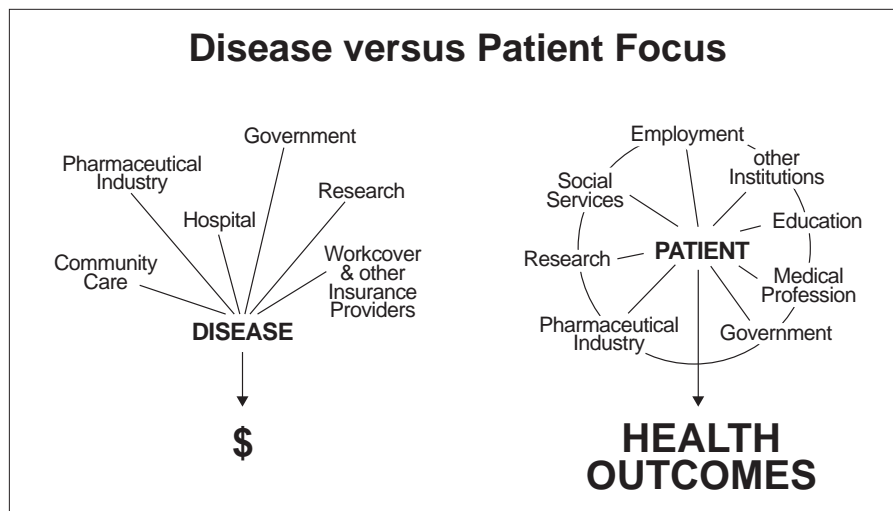 Disease versus Patient Focus
Government
Pharmaceutical
Industry
Research
Hospital
Community
Care
Workcover
& other
Insurance
Providers
DISEASE
$
Employment
other
Institutions
Social
Services
Education
PATIENT
Research
Medical
Profession
Pharmaceutical
Industry
Government
HEALTH
OUTCOMES